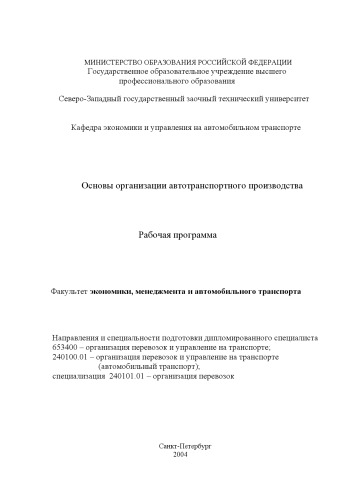 МИНИСТЕРСТВО ОБРАЗОВАНИЯ РОССИЙСКОЙ ФЕДЕРАЦИИ
Государственное образовательное учреждение высшего
профессионального образования
Северо-Западный государственный заочный технический университет
Кафедра экономики и управления на автомобильном транспорте
Основы организации автотранспортного производства
Рабочая программа
Факультет экономики, менеджмента и автомобильного транспорта
Направления и специальности подготовки дипломированного специалиста
653400 – организация перевозок и управление на транспорте;
240100.01 – организация перевозок и управление на транспорте
(автомобильный транспорт);
специализация 240101.01 – организация перевозок
Санкт-Петербург
2004